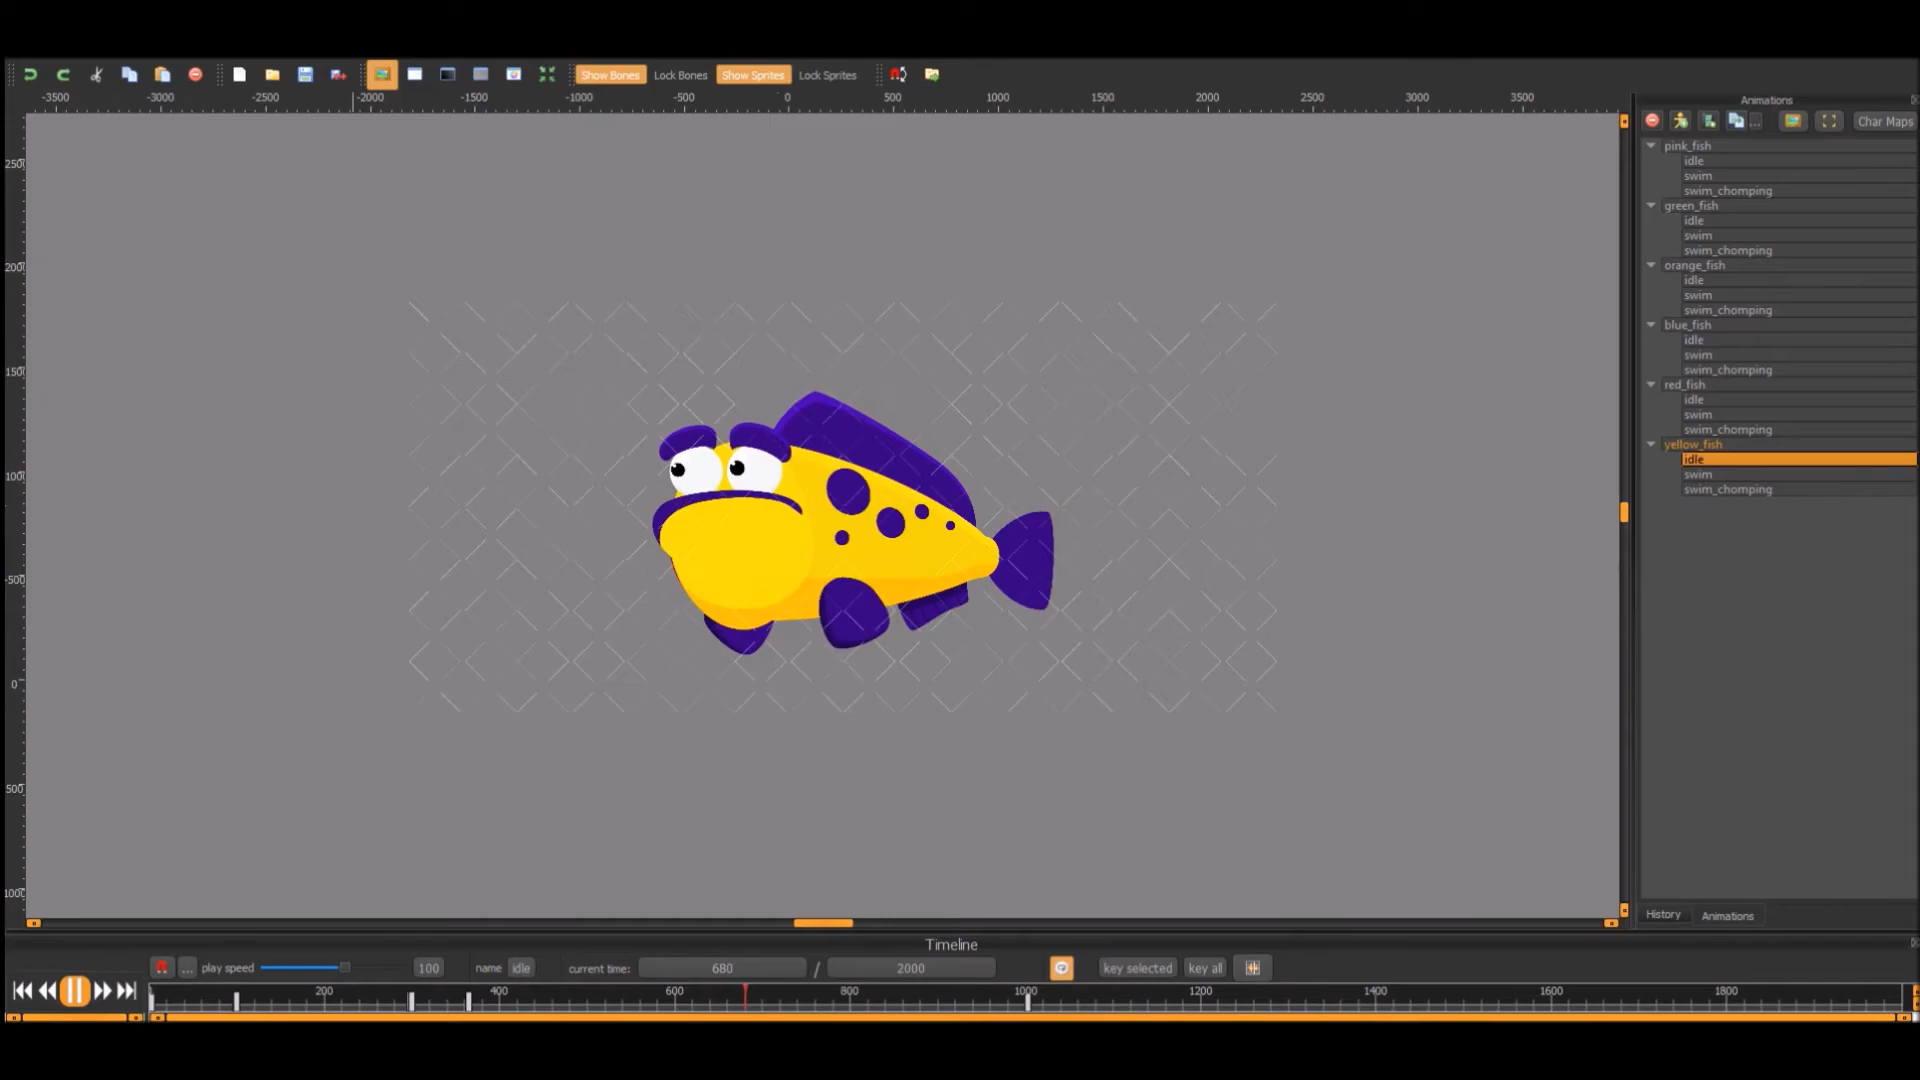 Show Bones Lock Bones Show Sprites Lock Sprites
-3500 -3000 -2500 -2000 -1500 -1000 -500 0 500 1000 1500 2000 2500 3000 3500
Animations
Char Maps
pink_fish
idle
swim
swim_chomping
green_fish
idle
swim
swim_chomping
orange_fish
idle
swim
swim_chomping
blue_fish
idle
swim
swim_chomping
red_fish
idle
swim
swim_chomping
yellow_fish
idle
swim
swim_chomping
-500
0
500
History Animations
Timeline
... play speed 100 name idle current time: 680 / 2000 key selected key all
200 400 600 800 1000 1200 1400 1600 1800